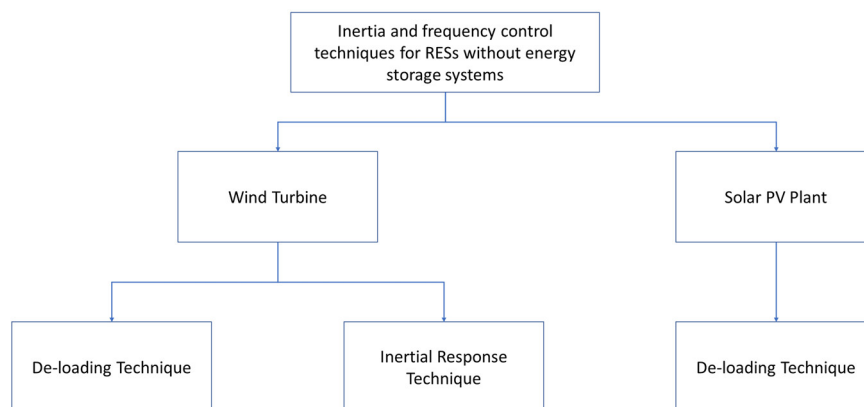 Inertia and frequency control
techniques for RESs without energy
storage systems
Wind Turbine
Solar PV Plant
De-loading Technique
Inertial Response
Technique
De-loading Technique